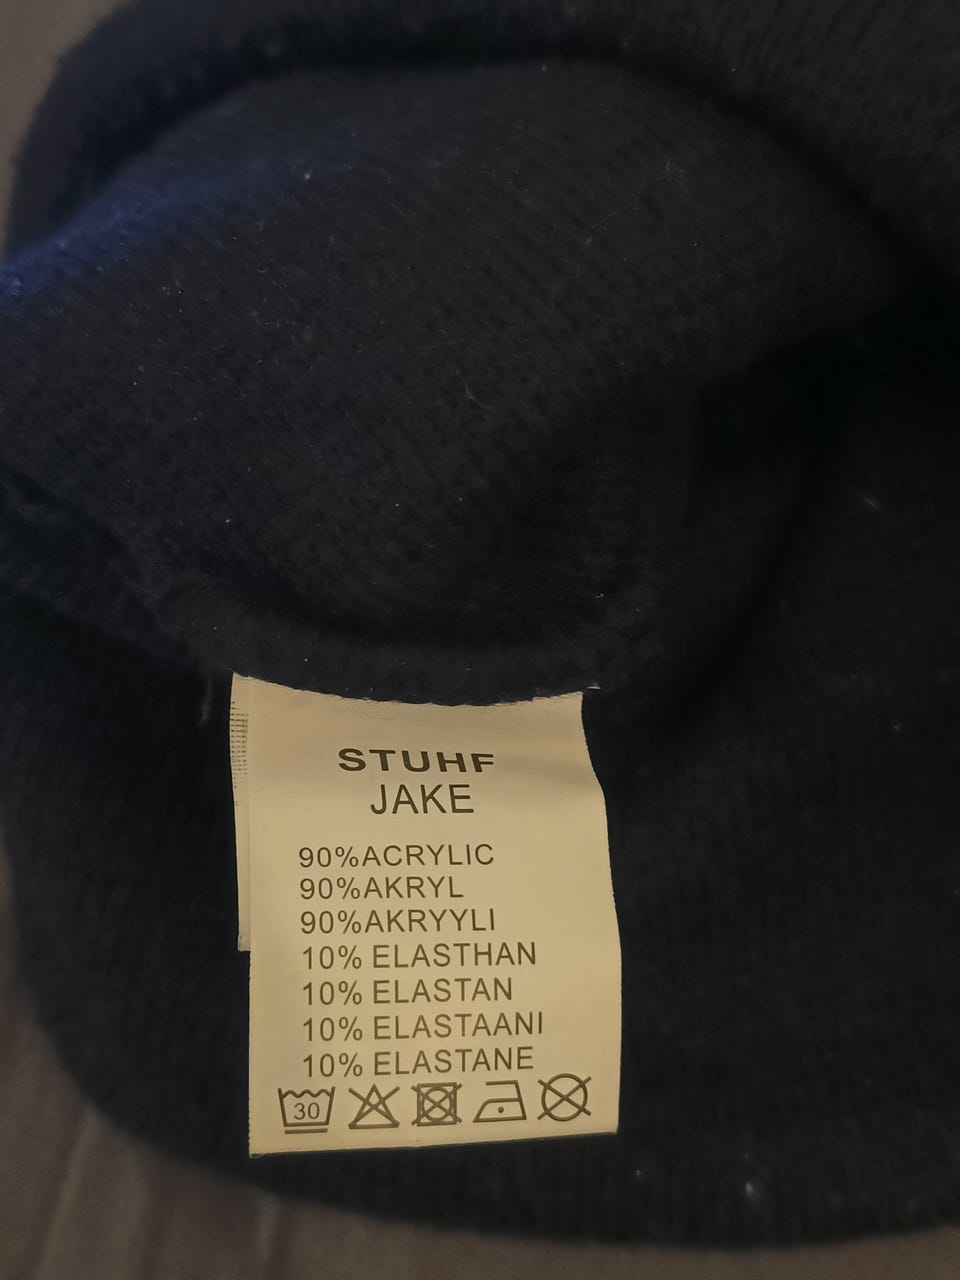 STUHF
JAKE
90%ACRYLIC
90%AKRYL
90%AKRYYLI
10% ELASTHAN
10% ELASTAN
10% ELASTAANI
10% ELASTANE
30